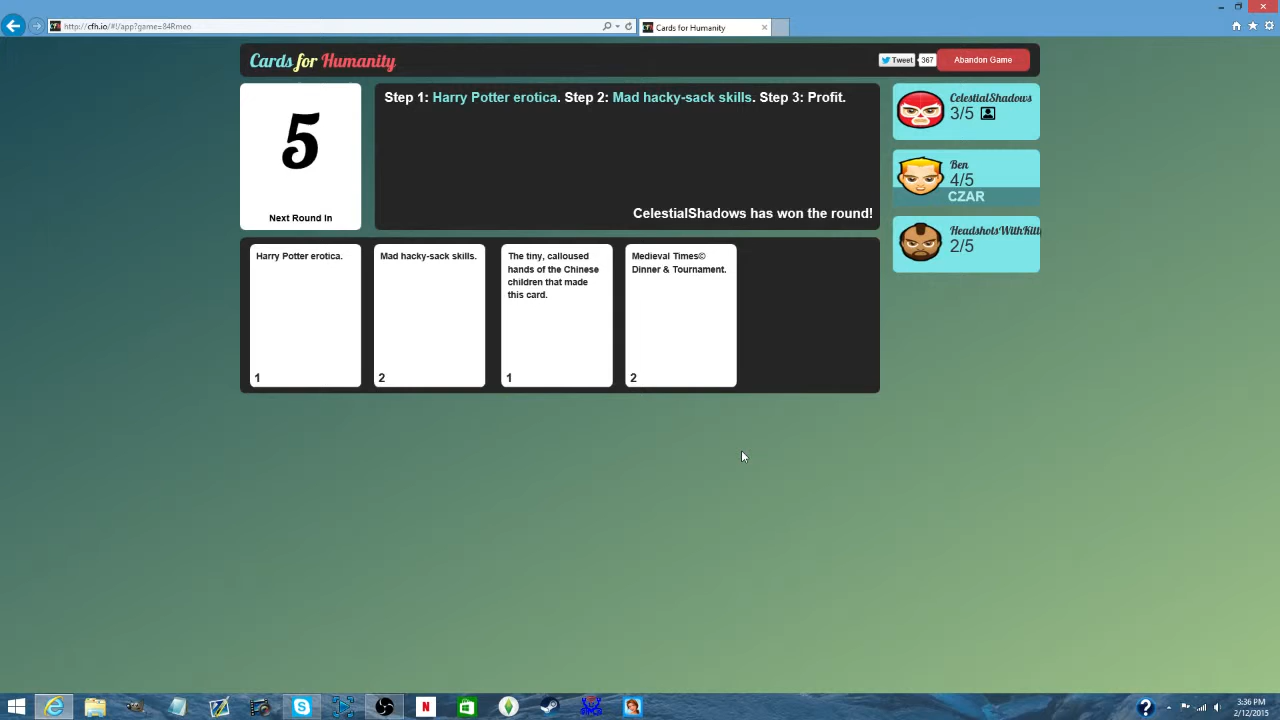 http://cfh.io/#!/app?game=84Rmeo
Cards for Humanity
Cards for Humanity
Tweet 367
Abandon Game
5
Next Round In
Step 1: Harry Potter erotica. Step 2: Mad hacky-sack skills. Step 3: Profit.
CelestialShadows has won the round!
CelestialShadows
3/5
Ben
4/5
CZAR
HeadshotsWithKitt
2/5
Harry Potter erotica.
1
Mad hacky-sack skills.
2
The tiny, calloused
hands of the Chinese
children that made
this card.
1
Medieval Times©
Dinner & Tournament.
2
3:36 PM
2/12/2015